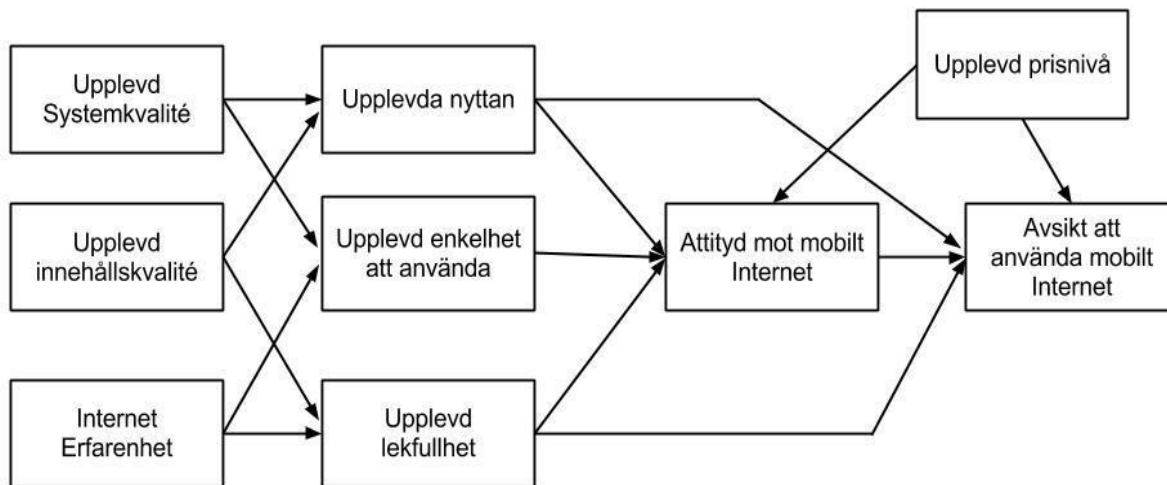 Upplevd
Systemkvalité
Upplevd
innehållskvalité
Internet
Erfarenhet
Upplevda nyttan
Upplevd enkelhet
att använda
Upplevd
lekfullhet
Attityd mot mobilt
Internet
Upplevd prisnivå
Avsikt att
använda mobilt
Internet